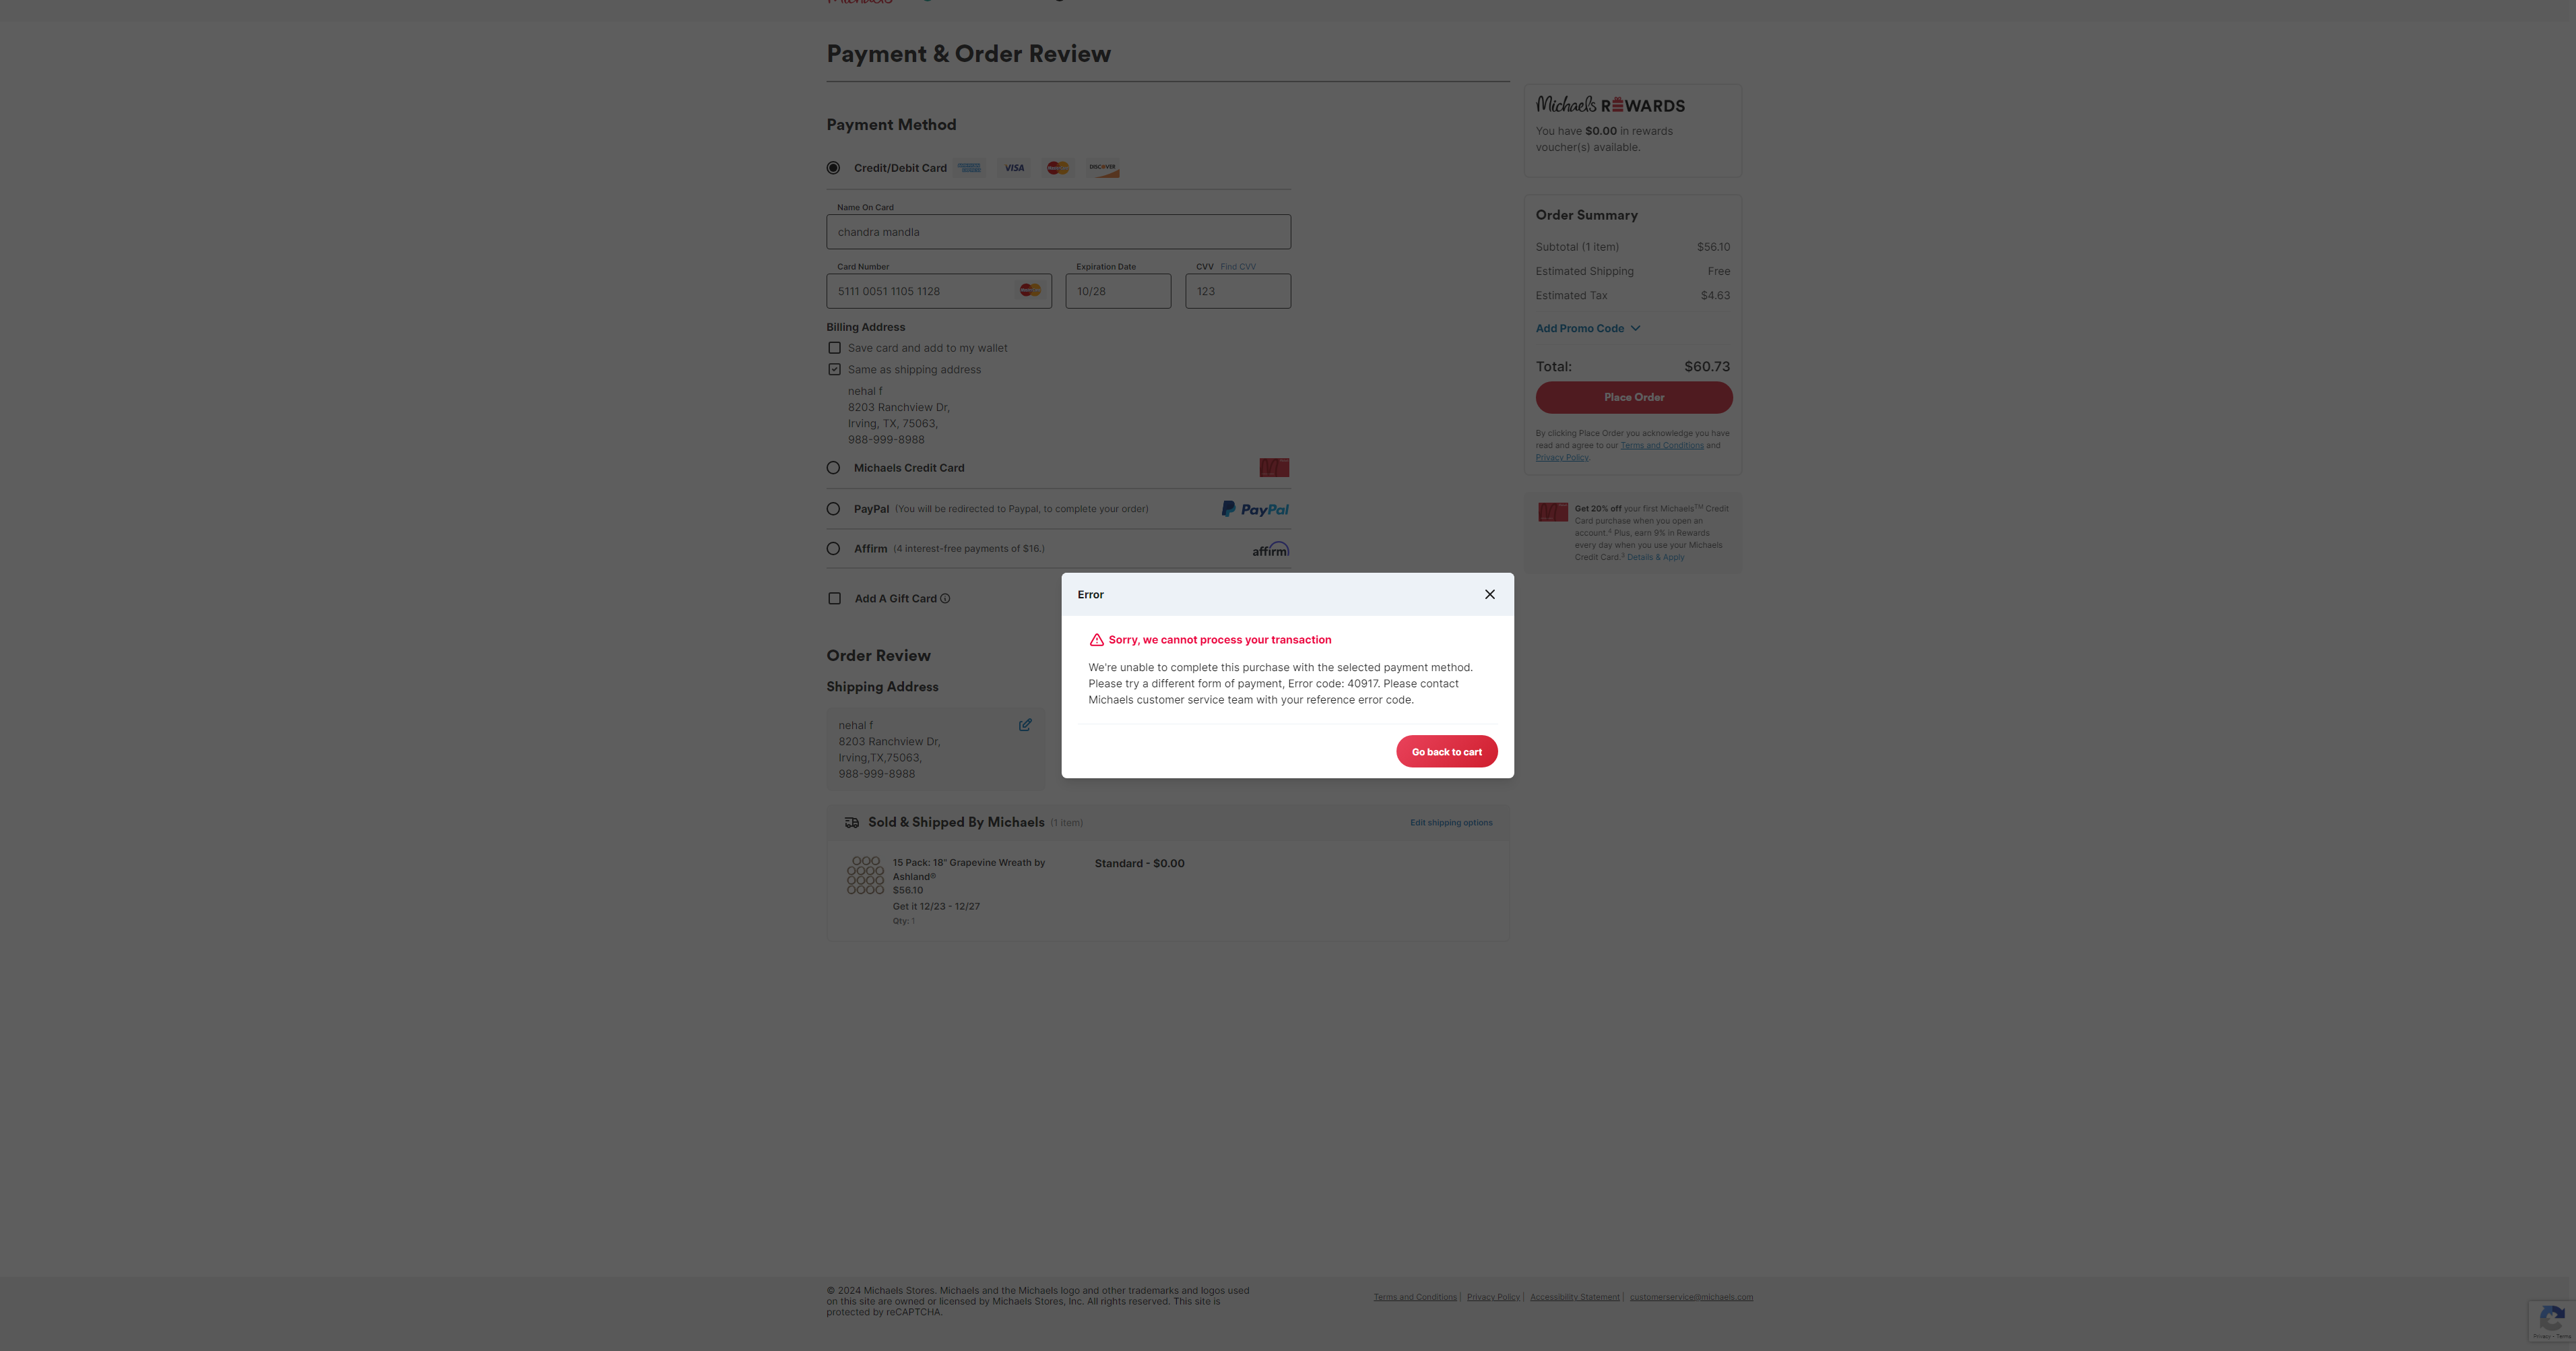 Michaels
Payment & Order Review
Michaels REWARDS
You have $0.00 in rewards
voucher(s) available.
Payment Method
Credit/Debit Card VISA DISCOVER
Name On Card
chandra mandla
Card Number Expiration Date CVV Find CVV
5111 0051 1105 1128 10/28 123
Billing Address
Save card and add to my wallet
Same as shipping address
nehal f
8203 Ranchview Dr,
Irving, TX, 75063,
988-999-8988
Michaels Credit Card
PayPal (You will be redirected to Paypal, to complete your order) PayPal
Affirm (4 interest-free payments of $16.) affirm
Add A Gift Card
Order Summary
Subtotal (1 item) $56.10
Estimated Shipping Free
Estimated Tax $4.63
Add Promo Code
Total: $60.73
Place Order
By clicking Place Order you acknowledge you have
read and agree to our Terms and Conditions and
Privacy Policy.
Get 20% off your first Michaels™ Credit
Card purchase when you open an
account.² Plus, earn 9% in Rewards
every day when you use your Michaels
Credit Card.³ Details & Apply
Error
Sorry, we cannot process your transaction
We're unable to complete this purchase with the selected payment method.
Please try a different form of payment, Error code: 40917. Please contact
Michaels customer service team with your reference error code.
Go back to cart
Order Review
Shipping Address
nehal f
8203 Ranchview Dr,
Irving,TX,75063,
988-999-8988
Sold & Shipped By Michaels (1 item) Edit shipping options
15 Pack: 18" Grapevine Wreath by
Ashland®
$56.10
Get it 12/23 - 12/27
Qty: 1
Standard - $0.00
© 2024 Michaels Stores. Michaels and the Michaels logo and other trademarks and logos used
on this site are owned or licensed by Michaels Stores, Inc. All rights reserved. This site is
protected by reCAPTCHA.
Terms and Conditions | Privacy Policy | Accessibility Statement | customerservice@michaels.com
Privacy - Terms